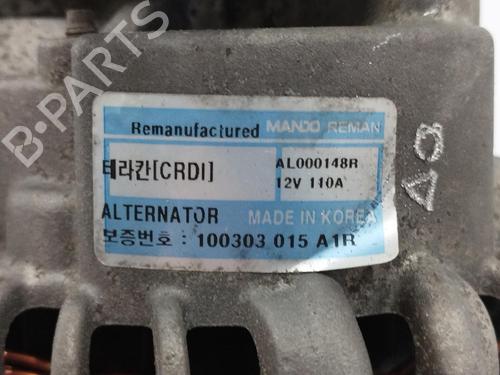 Remanufactured MANDO REMAN
테라칸[CRDI]
AL000148R
12V 110A
ALTERNATOR MADE IN KOREA
보증번호 : 100303 015 A1R
B-PARTS